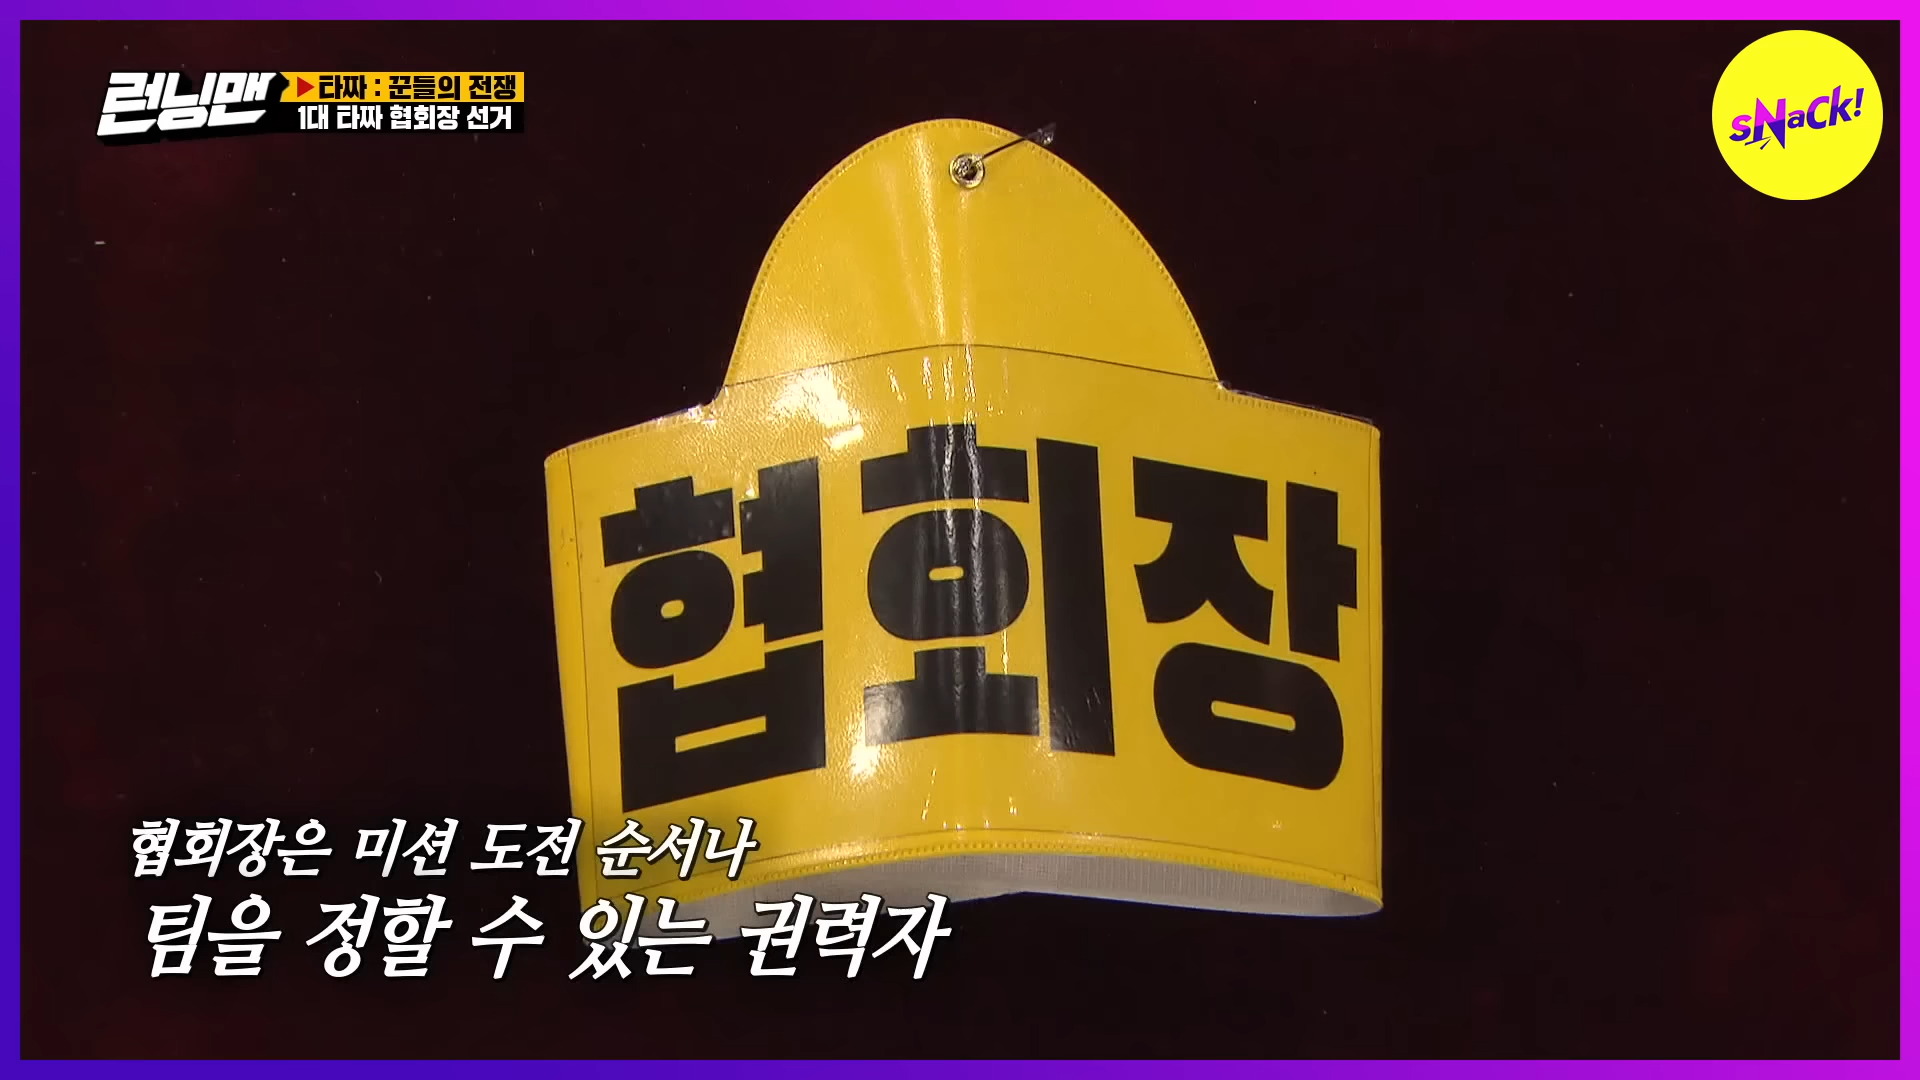 런닝맨
▶타짜 : 꾼들의 전쟁
1대 타짜 협회장 선거
sNaCk!
협회장
협회장은 미션 도전 순서나
팀을 정할 수 있는 권력자